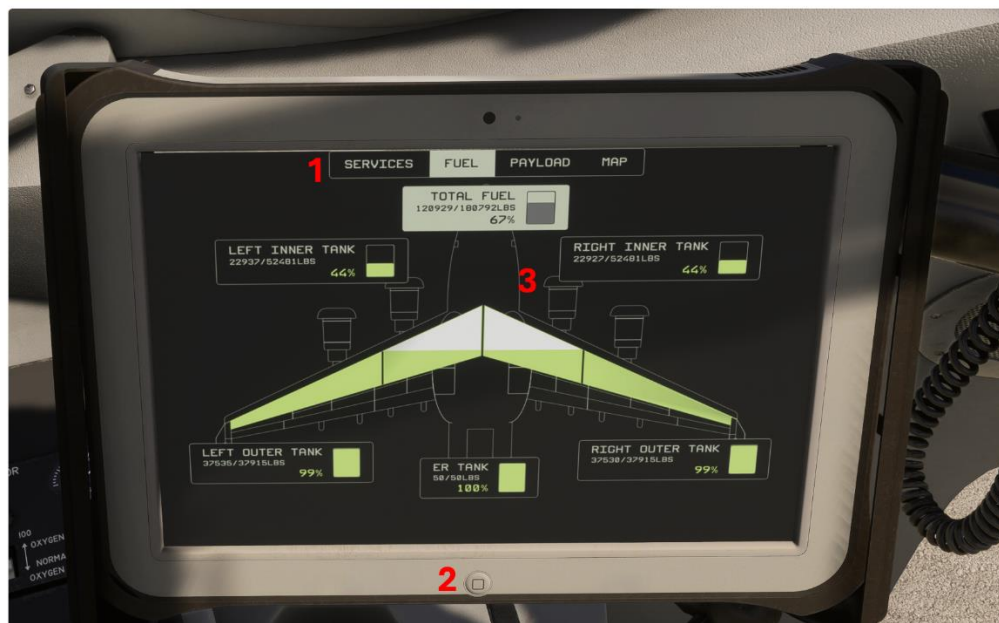 1
SERVICES FUEL PAYLOAD MAP
TOTAL FUEL
120929/180792LBS
67%
LEFT INNER TANK
22937/52481LBS
44%
RIGHT INNER TANK
22927/52481LBS
44%
3
LEFT OUTER TANK
37535/37915LBS
99%
ER TANK
50/50LBS
100%
RIGHT OUTER TANK
37530/37915LBS
99%
100
OXYGEN
NORMA
OXYGEN
2